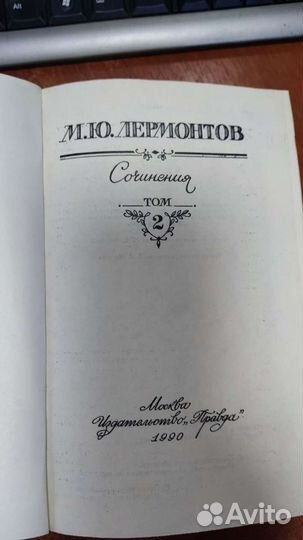 М.Ю. ЛЕРМОНТОВ
Сочинения
ТОМ
2
Москва
Издательство „Правда"
1990
Avito